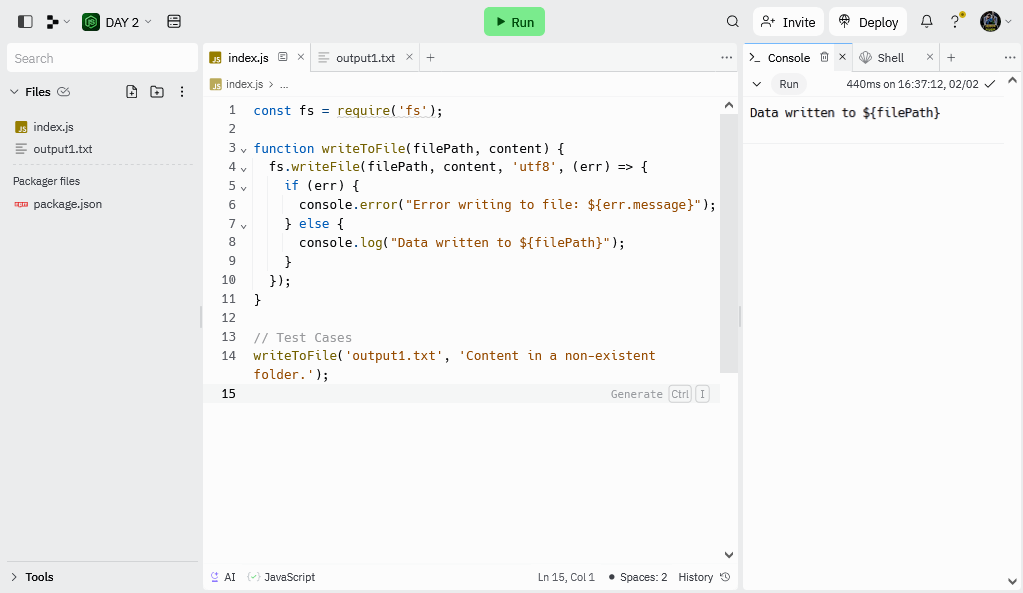 DAY 2
Run
Invite
Deploy
?
Search
Files
index.js
output1.txt
Packager files
package.json
Tools
index.js
output1.txt
index.js > ...
1 const fs = require('fs');
2
3 function writeToFile(filePath, content) {
4 fs.writeFile(filePath, content, 'utf8', (err) => {
5 if (err) {
6 console.error("Error writing to file: ${err.message}");
7 } else {
8 console.log("Data written to ${filePath}");
9 }
10 });
11 }
12
13 // Test Cases
14 writeToFile('output1.txt', 'Content in a non-existent
folder.');
15 Generate Ctrl I
AI JavaScript Ln 15, Col 1 Spaces: 2 History
Console
Shell
Run 440ms on 16:37:12, 02/02
Data written to ${filePath}